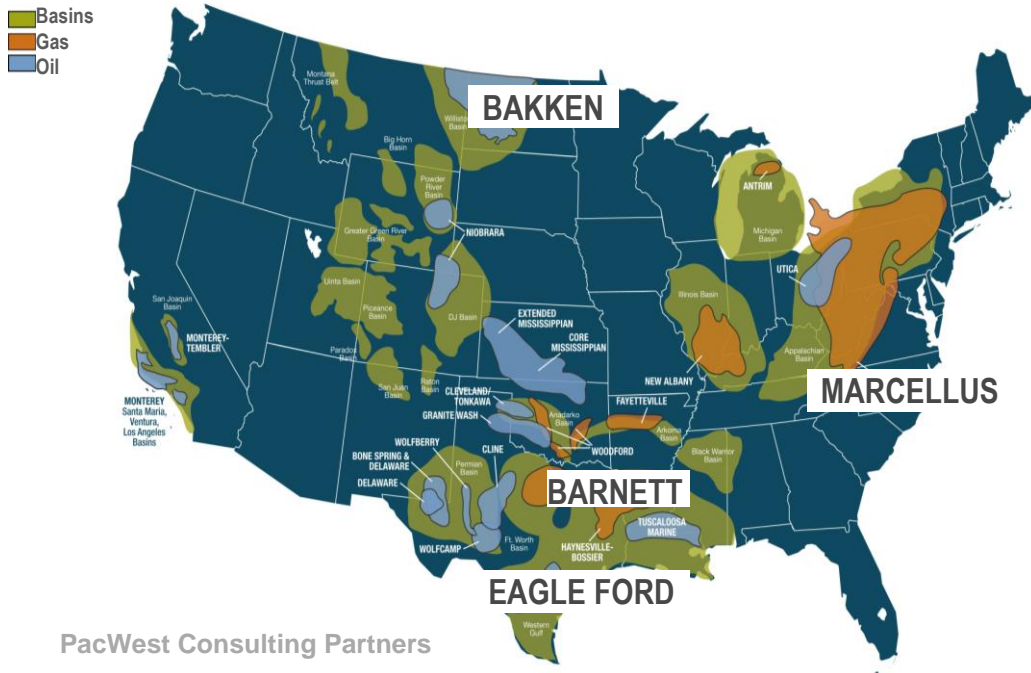 Basins
Gas
Oil
Montana
Thrust Belt
BAKKEN
Williston
Basin
Big Horn
Basin
Powder
River
Basin
ANTRIM
Michigan
Basin
Greater Green River
Basin
NIOBRARA
UTICA
Uinta Basin
Piceance
Basin
DJ Basin
Illinois Basin
San Joaquin
Basin
MONTEREY-
TEMBLER
EXTENDED
MISSISSIPPIAN
CORE
MISSISSIPPIAN
Paradox
Basin
San Juan
Basin
Raton
Basin
Appalachian
Basin
NEW ALBANY
MARCELLUS
MONTEREY
Santa Maria,
Ventura,
Los Angeles
Basins
CLEVELAND/
TONKAWA
GRANITE WASH
Anadarko
Basin
FAYETTEVILLE
Arkoma
Basin
WOODFORD
WOLFBERRY
CLINE
BONE SPRING &
DELAWARE
Permian
Basin
DELAWARE
Black Warrior
Basin
BARNETT
TUSCALOOSA
MARINE
WOLFCAMP
Ft. Worth
Basin
HAYNESVILLE-
BOSSIER
EAGLE FORD
Western
Gulf
PacWest Consulting Partners